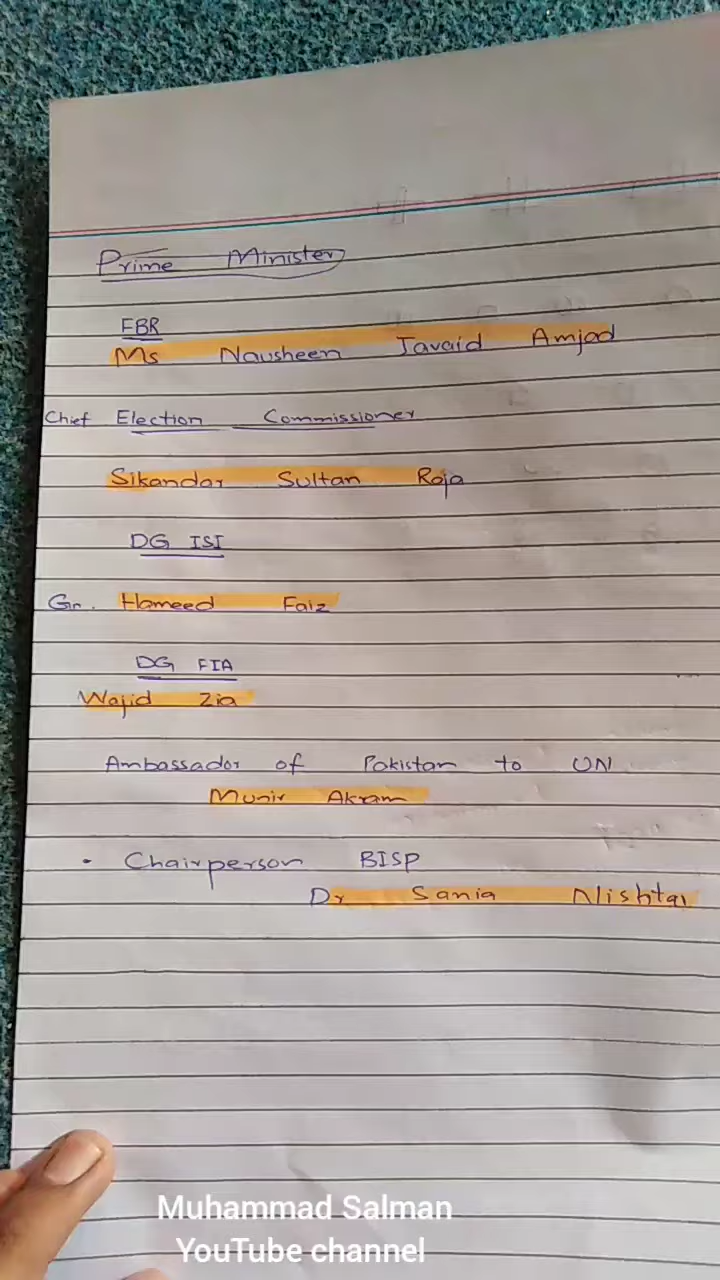 Prime Minister
FBR
Ms Nausheen Javaid Amjad
Chief Election Commissioner
Sikandar Sultan Raja
DG ISI
Gn. Hameed Faiz
DG FIA
Wajid Zia
Ambassador of Pakistan to UN
Munir Akram
• Chairperson BISP
Dr Sania Nishtar
Muhammad Salman
YouTube channel